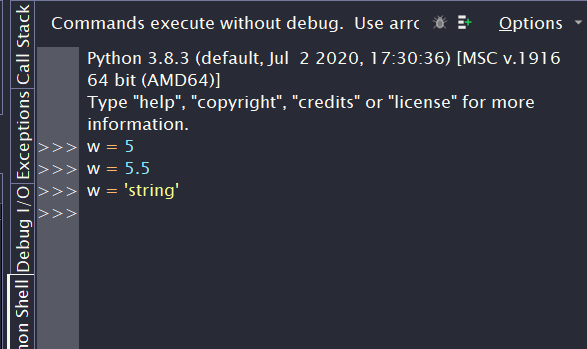 Commands execute without debug. Use arrc
Options
Call Stack
Exceptions
Debug I/O
Python 3.8.3 (default, Jul 2 2020, 17:30:36) [MSC v.1916
64 bit (AMD64)]
Type "help", "copyright", "credits" or "license" for more
information.
>>> w = 5
>>> w = 5.5
>>> w = 'string'
>>>
on Shell